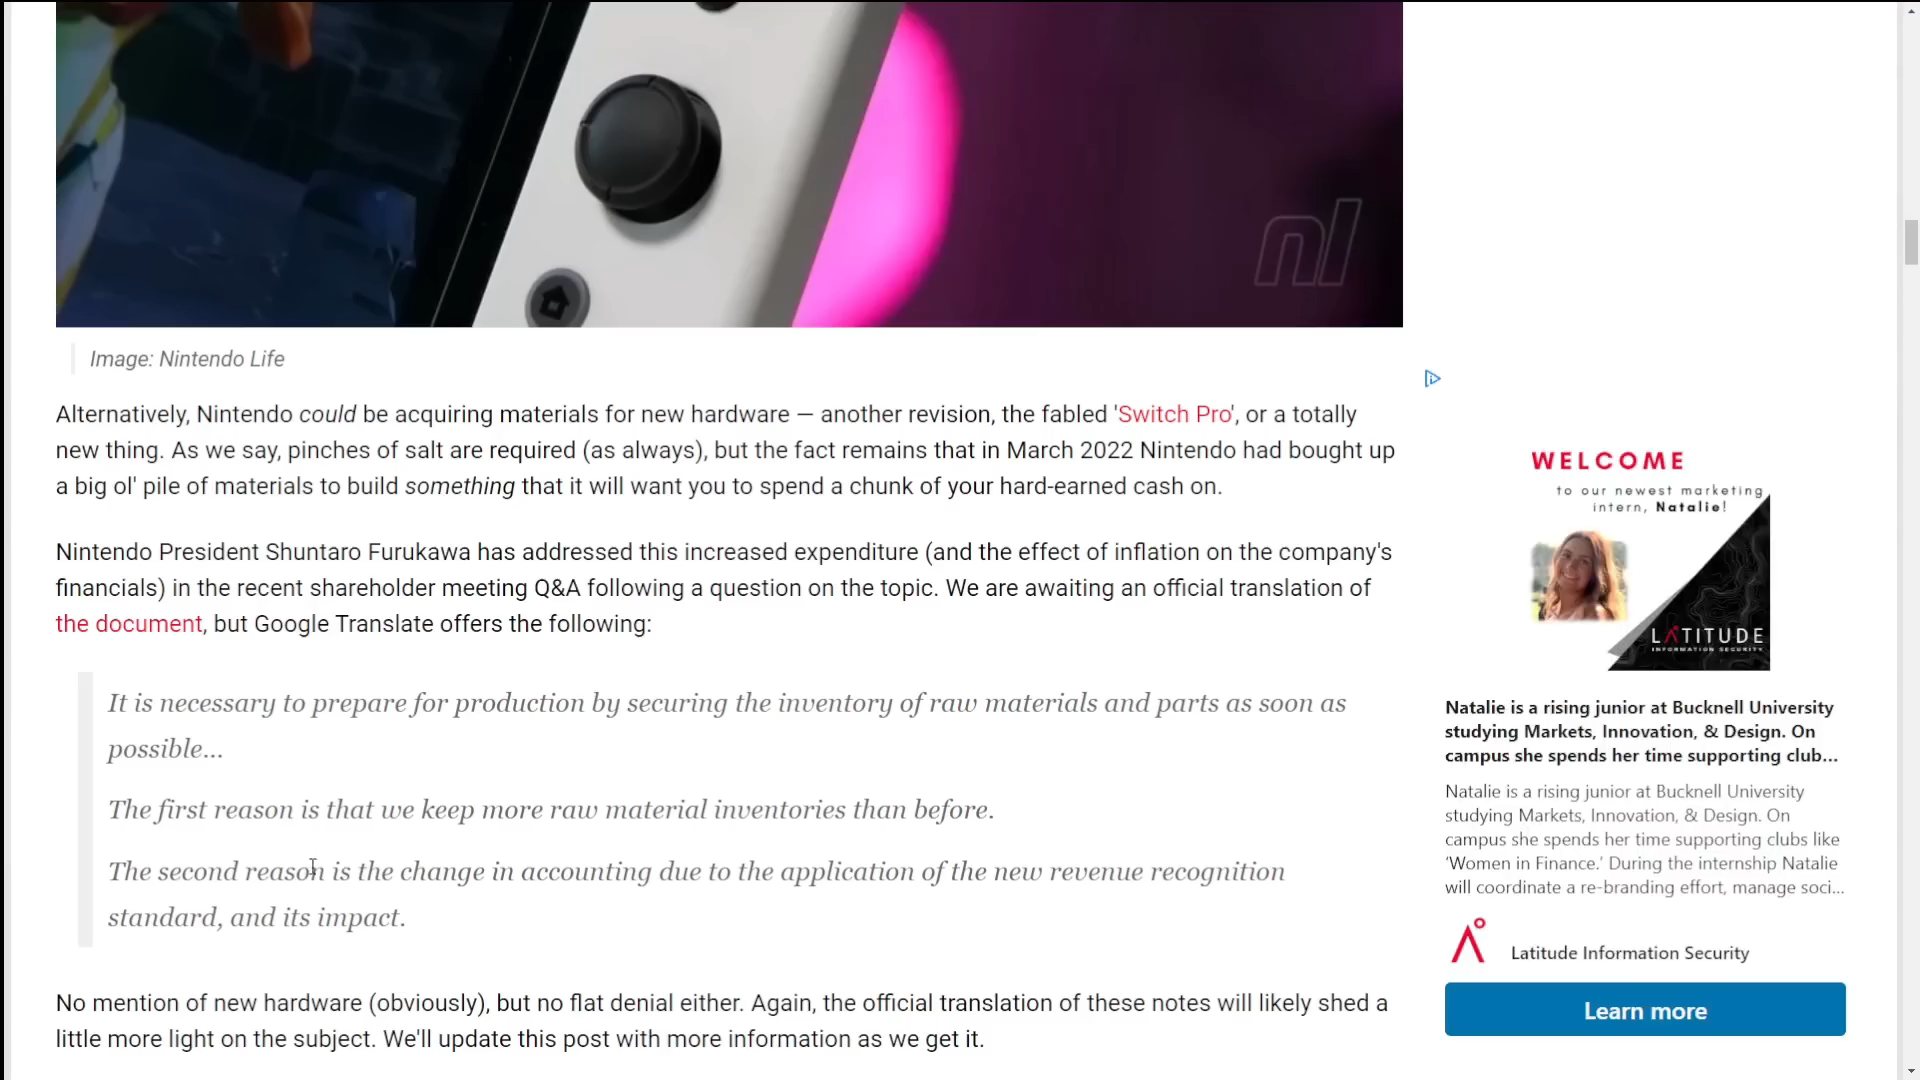 nl
Image: Nintendo Life
Alternatively, Nintendo could be acquiring materials for new hardware — another revision, the fabled 'Switch Pro', or a totally
new thing. As we say, pinches of salt are required (as always), but the fact remains that in March 2022 Nintendo had bought up
a big ol' pile of materials to build something that it will want you to spend a chunk of your hard-earned cash on.
Nintendo President Shuntaro Furukawa has addressed this increased expenditure (and the effect of inflation on the company's
financials) in the recent shareholder meeting Q&A following a question on the topic. We are awaiting an official translation of
the document, but Google Translate offers the following:
It is necessary to prepare for production by securing the inventory of raw materials and parts as soon as
possible...
The first reason is that we keep more raw material inventories than before.
The second reason is the change in accounting due to the application of the new revenue recognition
standard, and its impact.
No mention of new hardware (obviously), but no flat denial either. Again, the official translation of these notes will likely shed a
little more light on the subject. We'll update this post with more information as we get it.
WELCOME
to our newest marketing
intern, Natalie!
LATITUDE
INFORMATION SECURITY
Natalie is a rising junior at Bucknell University
studying Markets, Innovation, & Design. On
campus she spends her time supporting club...
Natalie is a rising junior at Bucknell University
studying Markets, Innovation, & Design. On
campus she spends her time supporting clubs like
'Women in Finance.' During the internship Natalie
will coordinate a re-branding effort, manage soci...
Latitude Information Security
Learn more